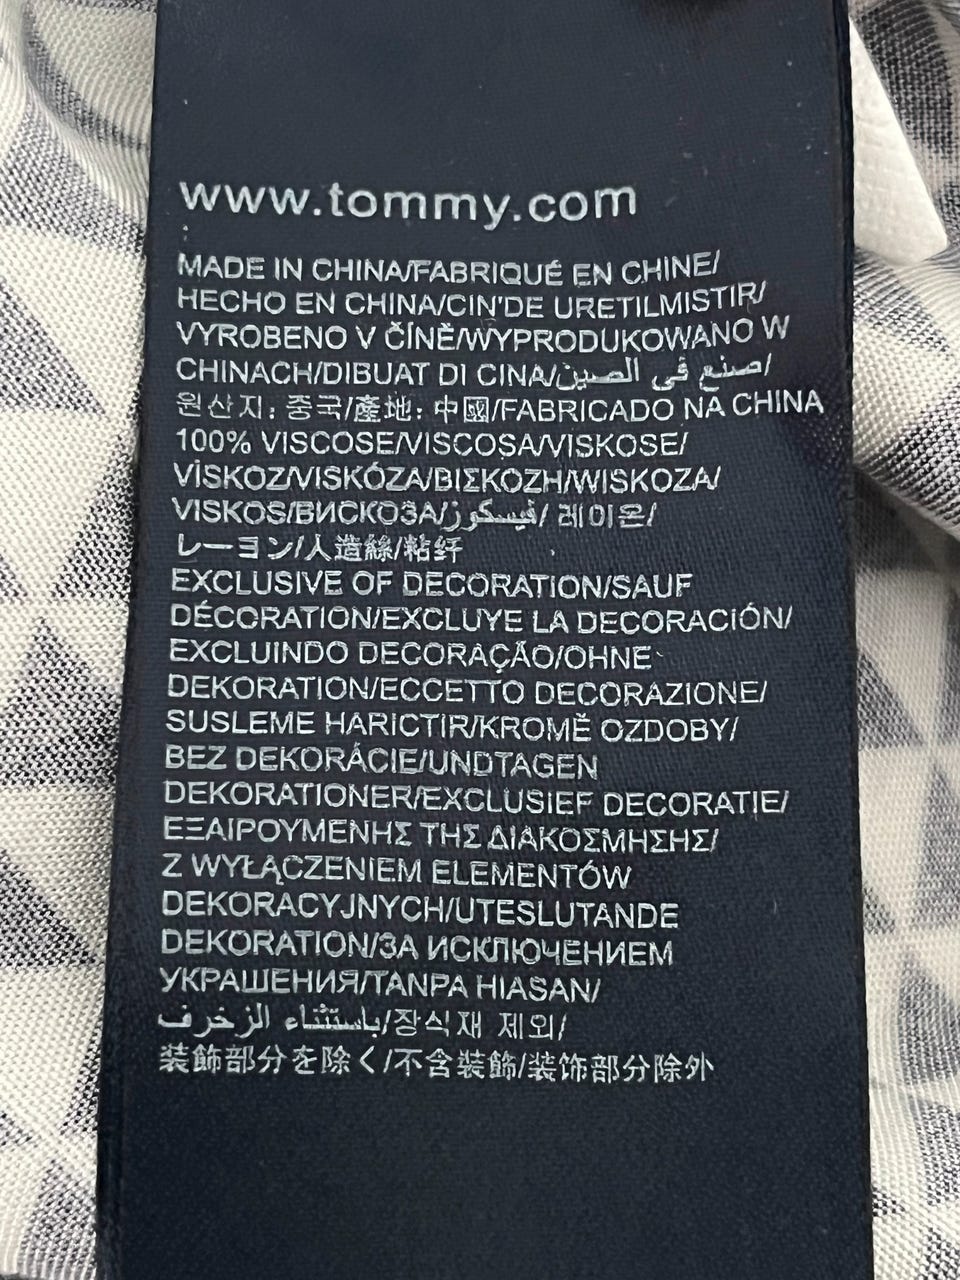 www.tommy.com
MADE IN CHINA/FABRIQUÉ EN CHINE/
HECHO EN CHINA/CIN'DE URETILMISTIR/
VYROBENO V ČÍNĚ/WYPRODUKOWANO W
CHINACH/DIBUAT DI CINA/صنع في الصين/
원산지: 중국/產地: 中國/FABRICADO NA CHINA
100% VISCOSE/VISCOSA/VISKOSE/
VİSKOZ/VISKÓZA/ΒΙΣΚΟΖΗ/WISKOZA/
VISKOS/ВИСКОЗА/فيسكوز/ 레이온/
レーヨン/人造絲/粘纤
EXCLUSIVE OF DECORATION/SAUF
DÉCORATION/EXCLUYE LA DECORACIÓN/
EXCLUINDO DECORAÇÃO/OHNE
DEKORATION/ECCETTO DECORAZIONE/
SUSLEME HARICTIR/KROMĚ OZDOBY/
BEZ DEKORÁCIE/UNDTAGEN
DEKORATIONER/EXCLUSIEF DECORATIE/
ΕΞΑΙΡΟΥΜΕΝΗΣ ΤΗΣ ΔΙΑΚΟΣΜΗΣΗΣ/
Z WYŁĄCZENIEM ELEMENTÓW
DEKORACYJNYCH/UTESLUTANDE
DEKORATION/ЗА ИСКЛЮЧЕНИЕМ
УКРАШЕНИЯ/TANPA HIASAN/
باستثناء الزخرف/장식재 제외/
装飾部分を除く/不含裝飾/装饰部分除外